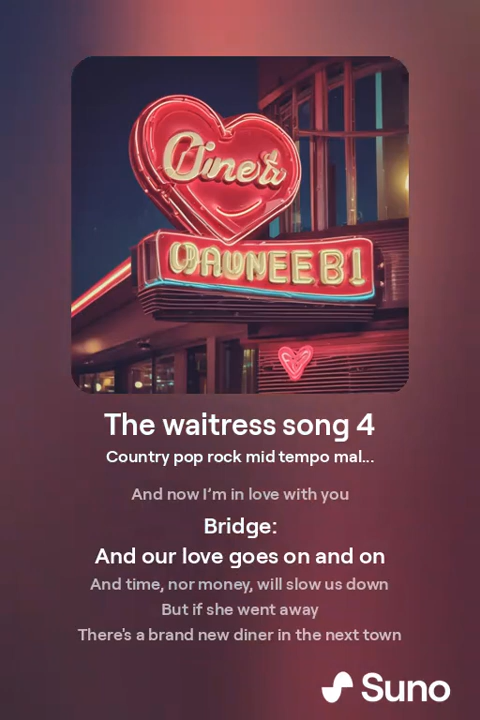 Diner
WAUNEEBI
The waitress song 4
Country pop rock mid tempo mal...
And now I'm in love with you
Bridge:
And our love goes on and on
And time, nor money, will slow us down
But if she went away
There's a brand new diner in the next town
Suno